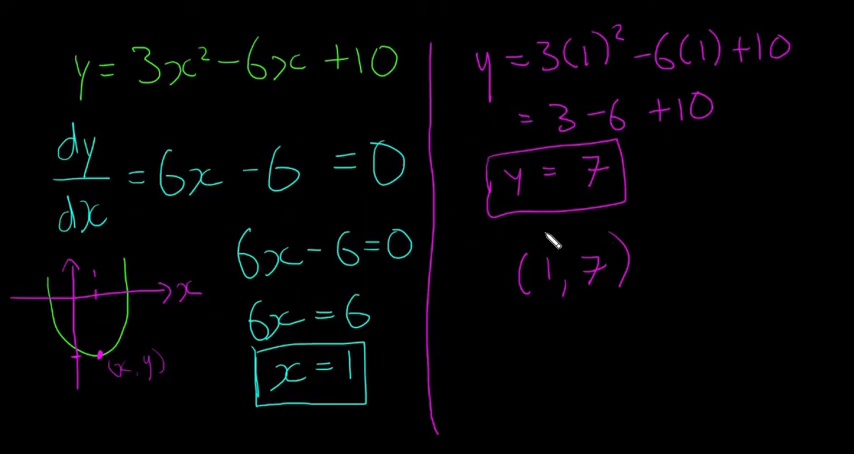 y = 3x² - 6x + 10
dy/dx = 6x - 6 = 0
6x - 6 = 0
6x = 6
x = 1
1
x
(x, y)
y = 3(1)² - 6(1) + 10
= 3 - 6 + 10
y = 7
(1, 7)